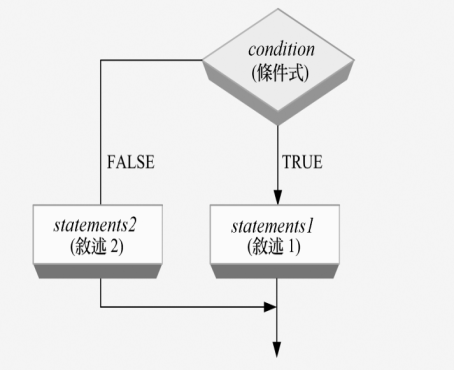 condition
(條件式)
FALSE
TRUE
statements2
(敘述 2)
statements1
(敘述 1)